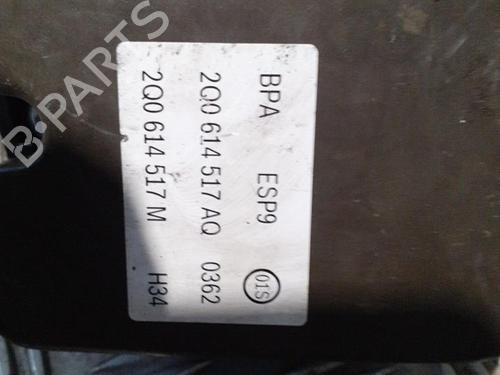 BPA ESP9 01S
2Q0 614 517 AQ 0362
2Q0 614 517 M H34
B-PARTS